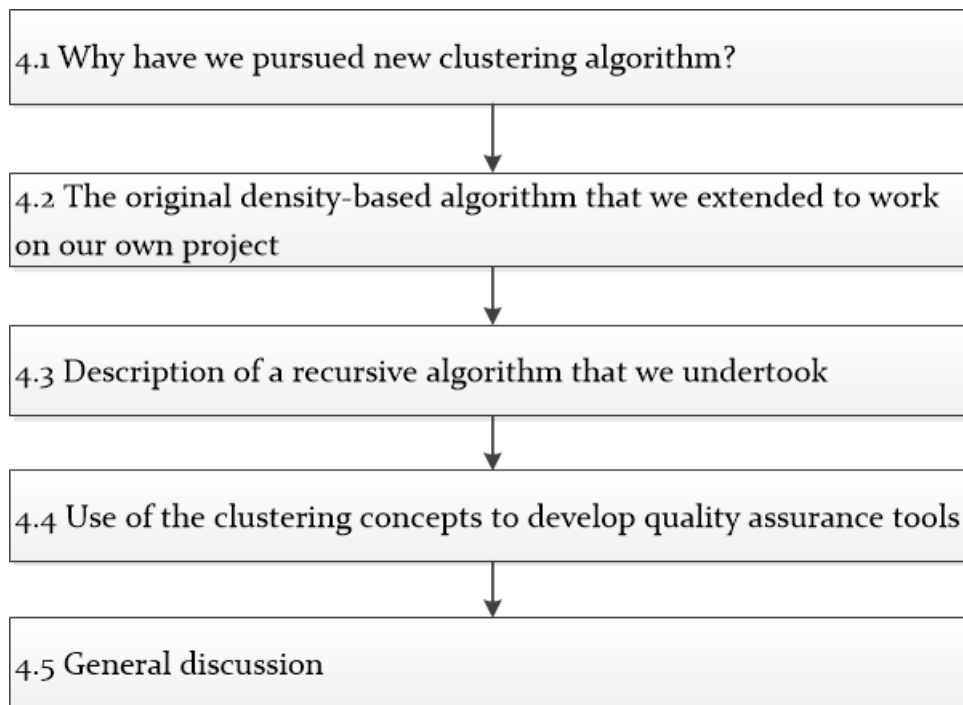 4.1 Why have we pursued new clustering algorithm?
4.2 The original density-based algorithm that we extended to work
on our own project
4.3 Description of a recursive algorithm that we undertook
4.4 Use of the clustering concepts to develop quality assurance tools
4.5 General discussion